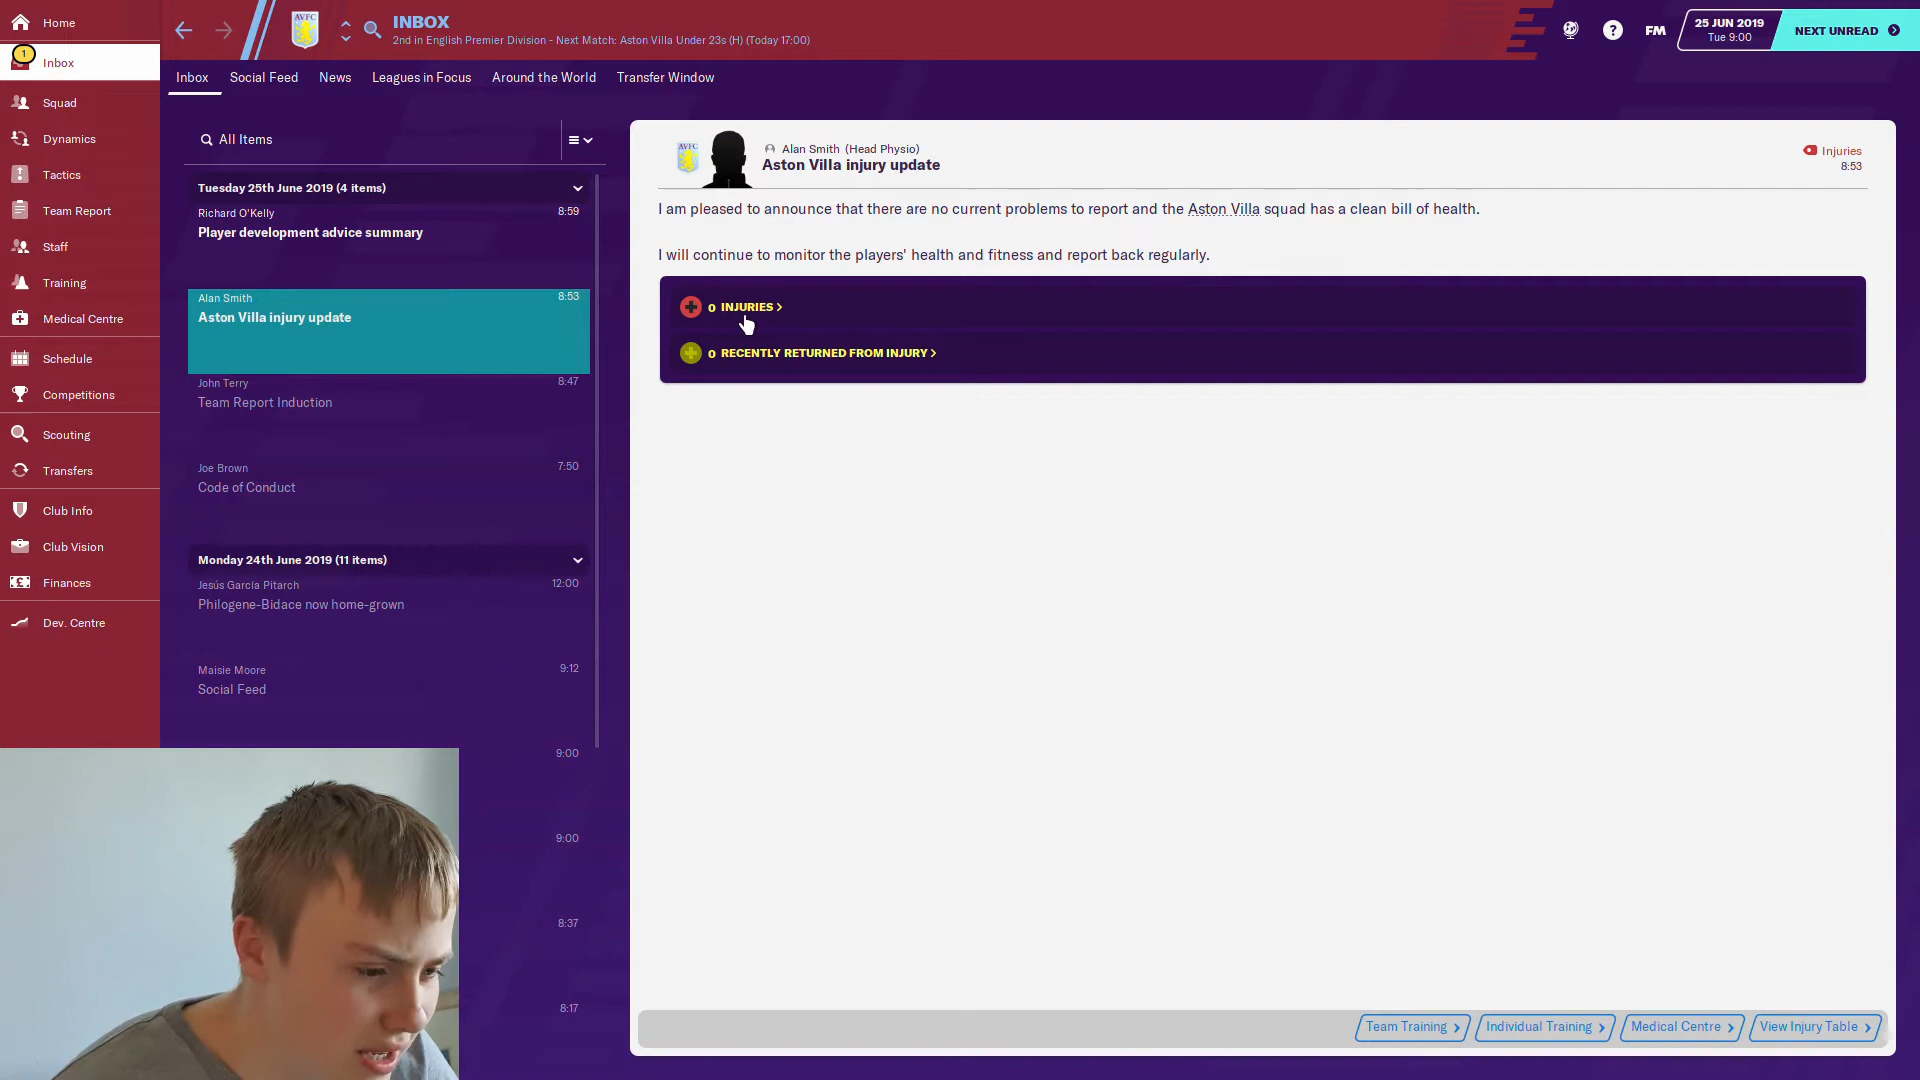 Home
1
Inbox
Squad
Dynamics
Tactics
Team Report
Staff
Training
Medical Centre
Schedule
Competitions
Scouting
Transfers
Club Info
Club Vision
Finances
Dev. Centre
AVFC
INBOX
2nd in English Premier Division - Next Match: Aston Villa Under 23s (H) (Today 17:00)
?
FM
25 JUN 2019
Tue 9:00
NEXT UNREAD
Inbox Social Feed News Leagues in Focus Around the World Transfer Window
All Items
Tuesday 25th June 2019 (4 items)
Richard O'Kelly 8:59
Player development advice summary
Alan Smith 8:53
Aston Villa injury update
John Terry 8:47
Team Report Induction
Joe Brown 7:50
Code of Conduct
Monday 24th June 2019 (11 items)
Jesús García Pitarch 12:00
Philogene-Bidace now home-grown
Maisie Moore 9:12
Social Feed
9:00
9:00
8:37
8:17
AVFC
Alan Smith (Head Physio)
Aston Villa injury update
Injuries
8:53
I am pleased to announce that there are no current problems to report and the Aston Villa squad has a clean bill of health.
I will continue to monitor the players' health and fitness and report back regularly.
0 INJURIES >
0 RECENTLY RETURNED FROM INJURY >
Team Training > Individual Training > Medical Centre > View Injury Table >